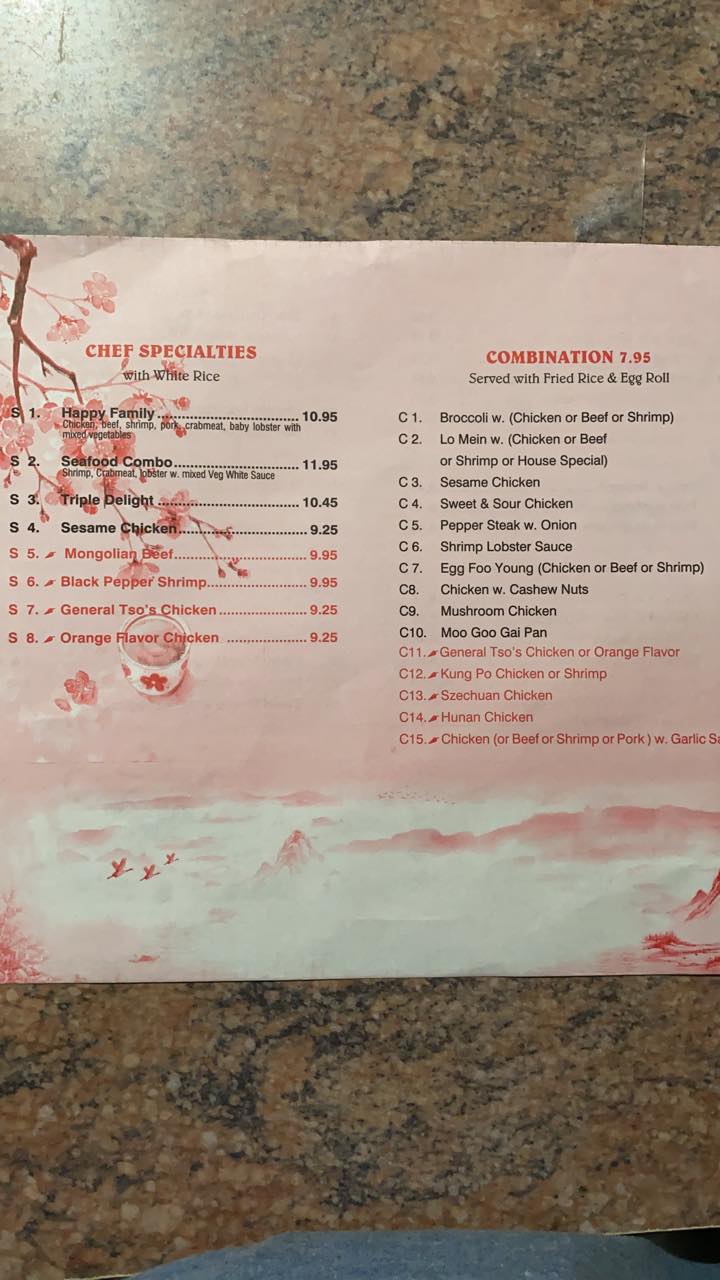 CHEF SPECIALTIES
with White Rice
S 1. Happy Family ................................. 10.95
Chicken, beef, shrimp, pork, crabmeat, baby lobster with
mixed vegetables
S 2. Seafood Combo............................. 11.95
Shrimp, Crabmeat, lobster w. mixed Veg White Sauce
S 3. Triple Delight ................................. 10.45
S 4. Sesame Chicken.............................. 9.25
S 5. Mongolian Beef............................... 9.95
S 6. Black Pepper Shrimp........................ 9.95
S 7. General Tso's Chicken..................... 9.25
S 8. Orange Flavor Chicken ................... 9.25
COMBINATION 7.95
Served with Fried Rice & Egg Roll
C 1. Broccoli w. (Chicken or Beef or Shrimp)
C 2. Lo Mein w. (Chicken or Beef
or Shrimp or House Special)
C 3. Sesame Chicken
C 4. Sweet & Sour Chicken
C 5. Pepper Steak w. Onion
C 6. Shrimp Lobster Sauce
C 7. Egg Foo Young (Chicken or Beef or Shrimp)
C8. Chicken w. Cashew Nuts
C9. Mushroom Chicken
C10. Moo Goo Gai Pan
C11. General Tso's Chicken or Orange Flavor
C12. Kung Po Chicken or Shrimp
C13. Szechuan Chicken
C14. Hunan Chicken
C15. Chicken (or Beef or Shrimp or Pork ) w. Garlic